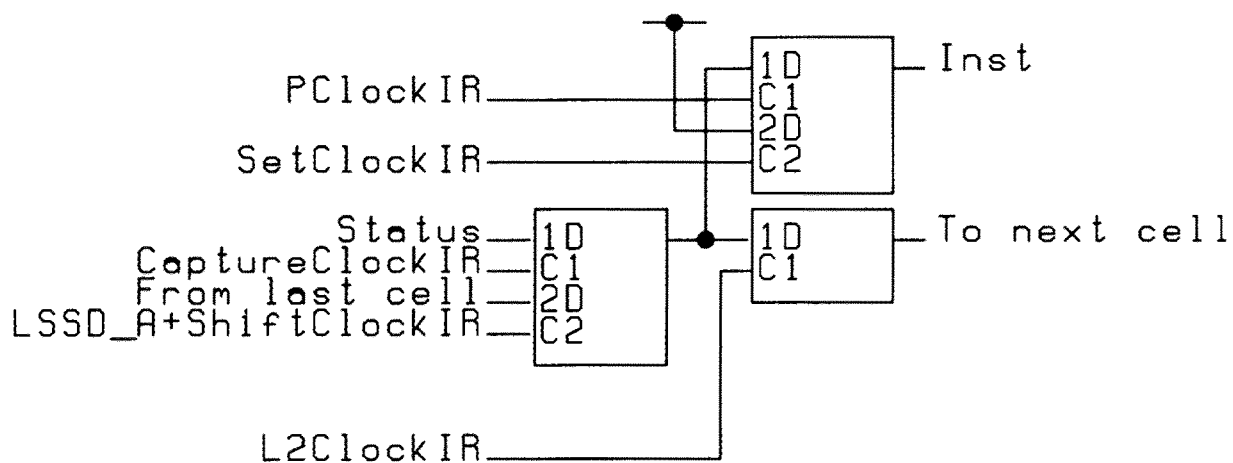 1D
Inst
PClockIR
C1
2D
SetClockIR
C2
Status
1D
1D
To next cell
CaptureClockIR
C1
C1
From last cell
2D
LSSD_A+ShiftClockIR
C2
L2ClockIR